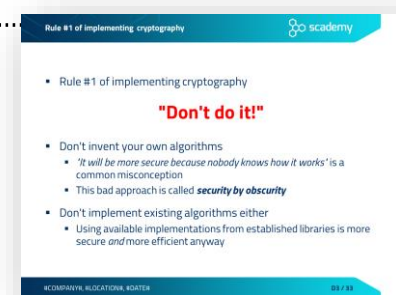 Rule #1 of implementing cryptography
scademy
▪ Rule #1 of implementing cryptography
"Don't do it!"
▪ Don't invent your own algorithms
▪ 'It will be more secure because nobody knows how it works' is a
common misconception
▪ This bad approach is called security by obscurity
▪ Don't implement existing algorithms either
▪ Using available implementations from established libraries is more
secure and more efficient anyway
#COMPANY#, #LOCATION#, #DATE#
03 / 33